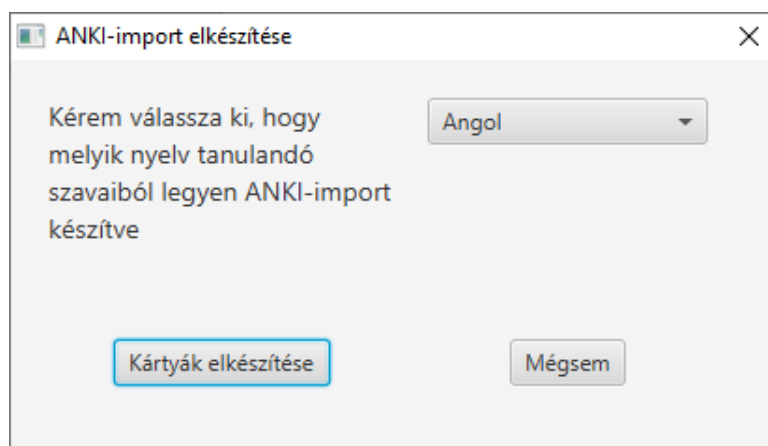 ANKI-import elkészítése
Kérem válassza ki, hogy
melyik nyelv tanulandó
szavaiból legyen ANKI-import
készítve
Angol
Kártyák elkészítése
Mégsem